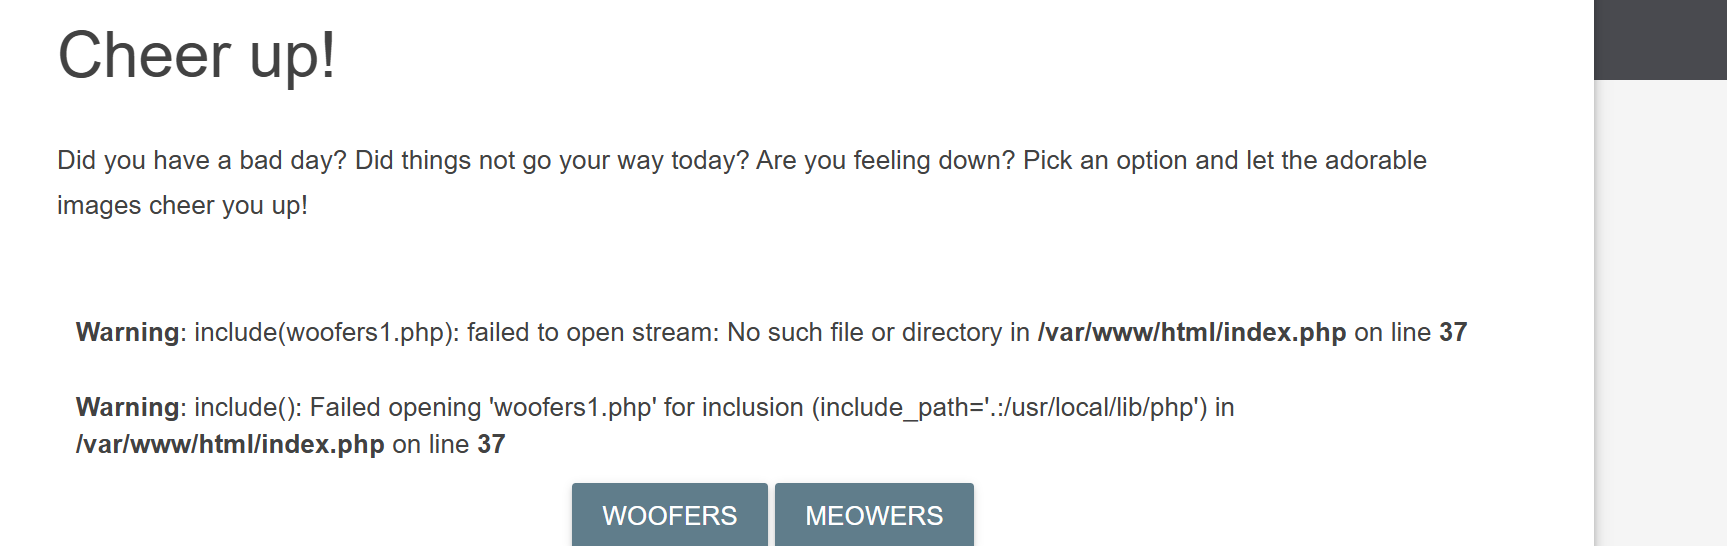 Cheer up!
Did you have a bad day? Did things not go your way today? Are you feeling down? Pick an option and let the adorable
images cheer you up!
Warning: include(woofers1.php): failed to open stream: No such file or directory in /var/www/html/index.php on line 37
Warning: include(): Failed opening 'woofers1.php' for inclusion (include_path='.:/usr/local/lib/php') in
/var/www/html/index.php on line 37
WOOFERS MEOWERS